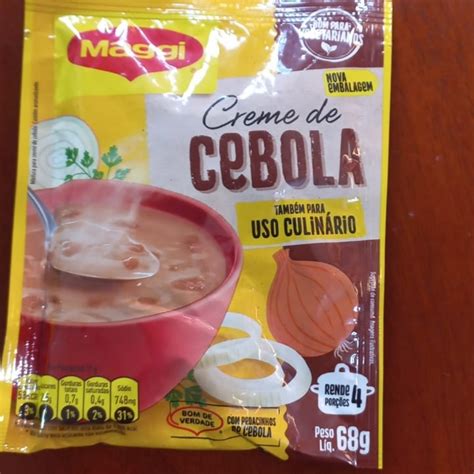 Maggi
BOM PARA
VEGETARIANOS
NOVA
EMBALAGEM
Creme de
CEBOLA
TAMBÉM PARA
USO CULINÁRIO
Gorduras
totais
0,7g
1%
Gorduras
saturadas
0,4g
2%
Sódio
748mg
31%
BOM DE
VERDADE
COM PEDACINHOS
DE CEBOLA
RENDE 4
PORÇÕES
Peso
Líq. 68g